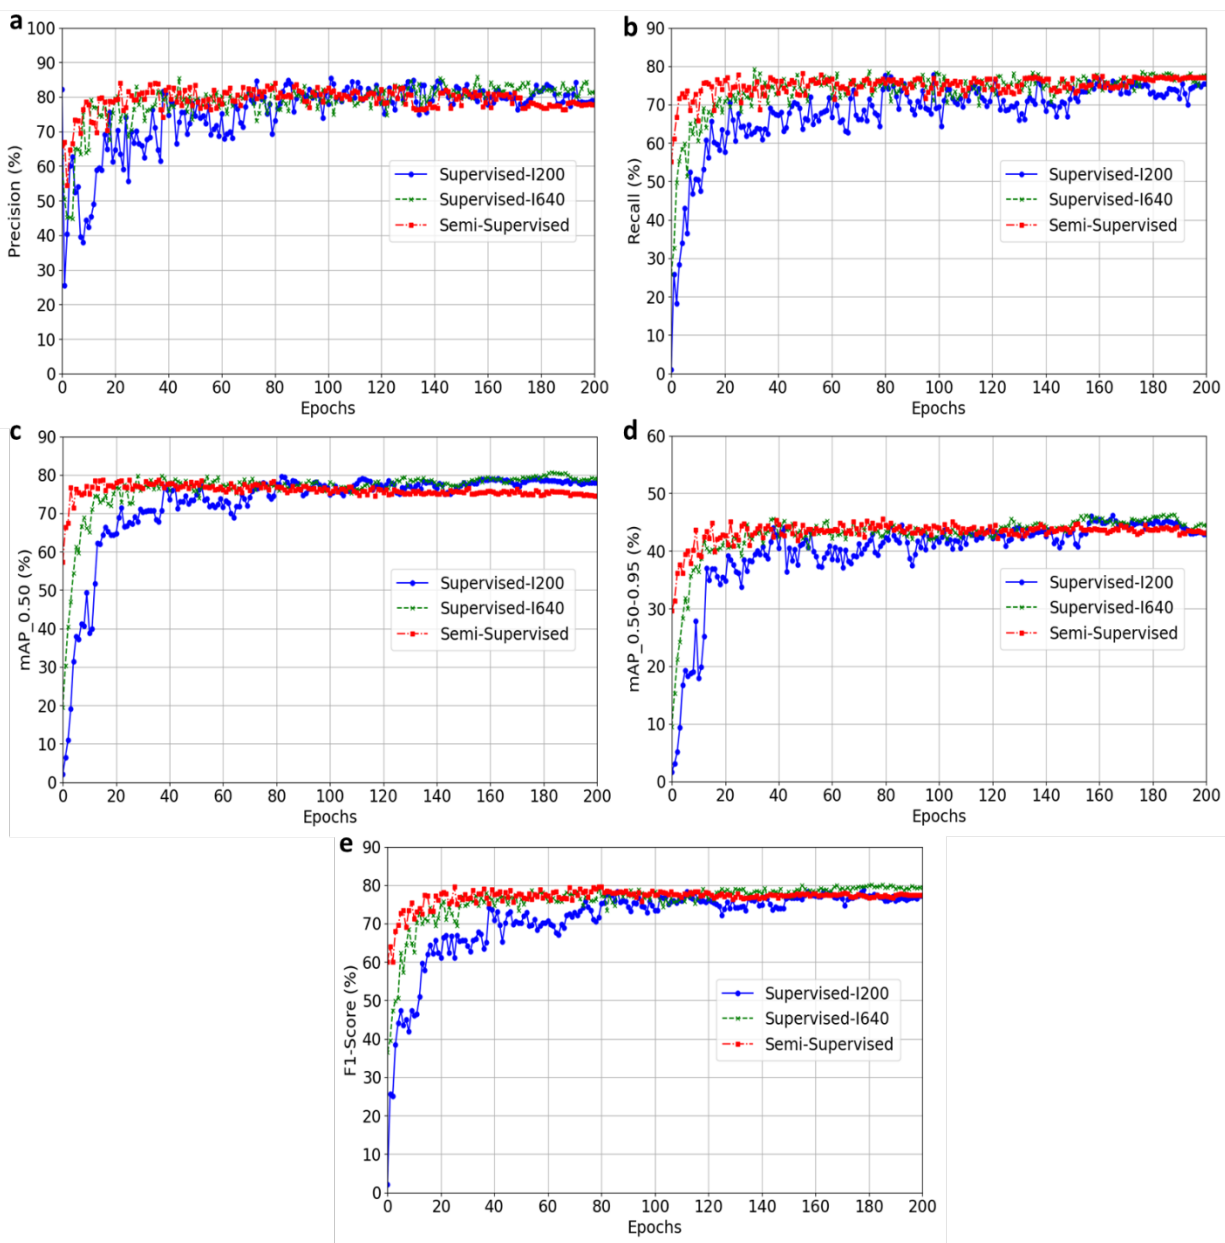 a
100
90
80
70
60
50
40
30
20
10
0
Precision (%)
Supervised-I200
Supervised-I640
Semi-Supervised
0 20 40 60 80 100 120 140 160 180 200
Epochs
b
90
80
70
60
50
40
30
20
10
0
Recall (%)
Supervised-I200
Supervised-I640
Semi-Supervised
0 20 40 60 80 100 120 140 160 180 200
Epochs
c
90
80
70
60
50
40
30
20
10
0
mAP_0.50 (%)
Supervised-I200
Supervised-I640
Semi-Supervised
0 20 40 60 80 100 120 140 160 180 200
Epochs
d
60
50
40
30
20
10
0
mAP_0.50-0.95 (%)
Supervised-I200
Supervised-I640
Semi-Supervised
0 20 40 60 80 100 120 140 160 180 200
Epochs
e
90
80
70
60
50
40
30
20
10
0
F1-Score (%)
Supervised-I200
Supervised-I640
Semi-Supervised
0 20 40 60 80 100 120 140 160 180 200
Epochs